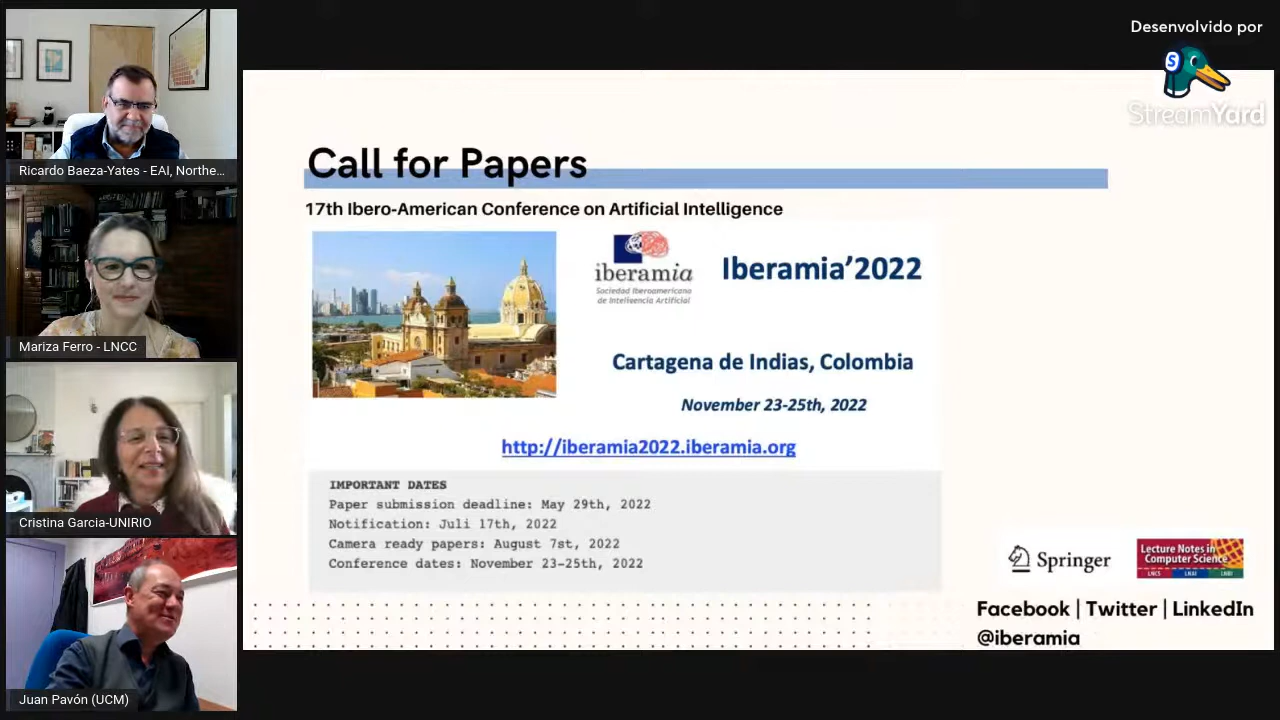 Desenvolvido por
StreamYard
Ricardo Baeza-Yates - EAI, Northe...
Mariza Ferro - LNCC
Cristina Garcia-UNIRIO
Juan Pavón (UCM)
Call for Papers
17th Ibero-American Conference on Artificial Intelligence
iberamia
Sociedad Iberoamericana
de Inteligencia Artificial
Iberamia'2022
Cartagena de Indias, Colombia
November 23-25th, 2022
http://iberamia2022.iberamia.org
IMPORTANT DATES
Paper submission deadline: May 29th, 2022
Notification: Juli 17th, 2022
Camera ready papers: August 7st, 2022
Conference dates: November 23-25th, 2022
Springer
Lecture Notes in
Computer Science
LNCS LNAI LNBI
Facebook | Twitter | LinkedIn
@iberamia